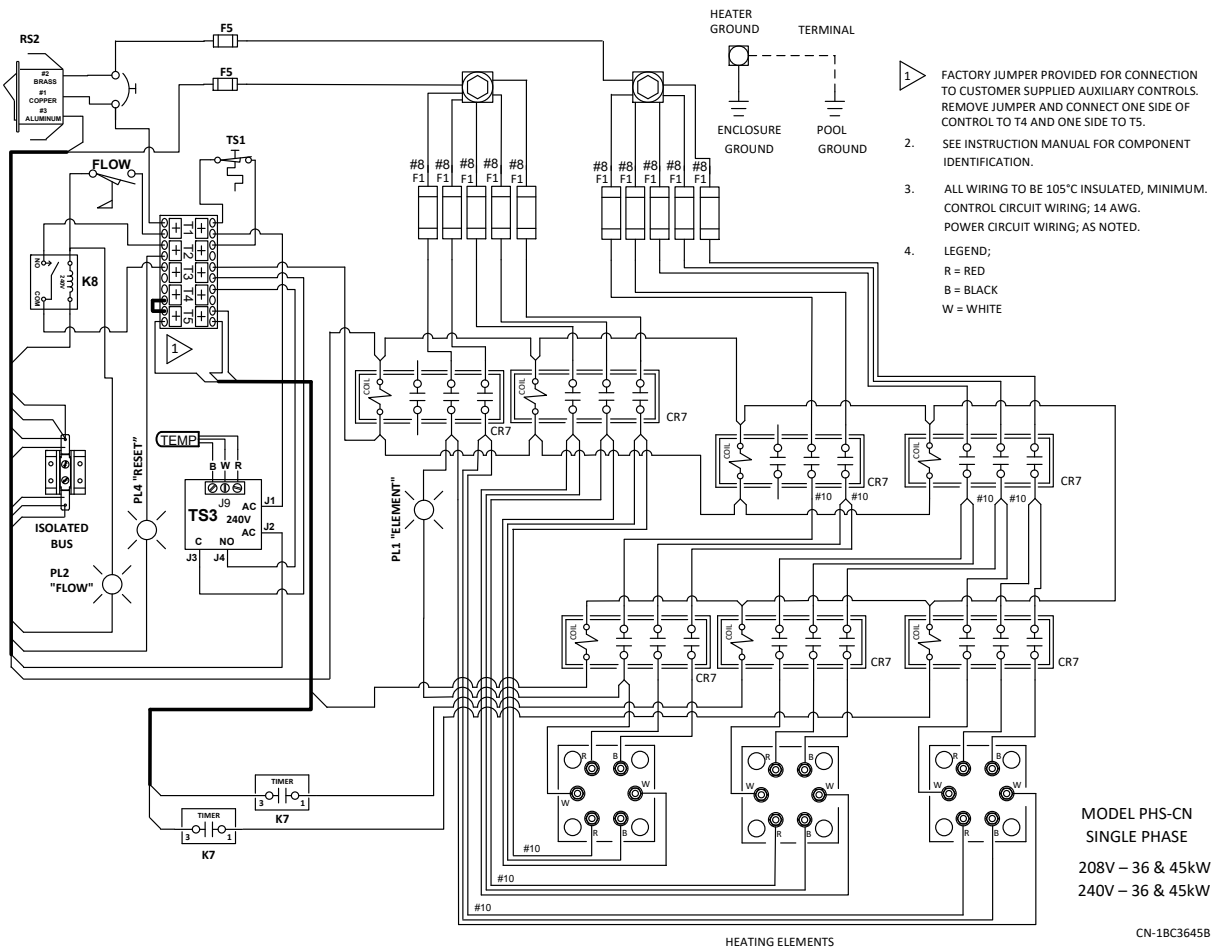 RS2
#2
BRASS
#1
COPPER
#3
ALUMINUM
F5
F5
FLOW
TS1
T1
T2
T3
T4
T5
1
NO
COM
240V
K8
HEATER
GROUND
TERMINAL
ENCLOSURE
GROUND
POOL
GROUND
1
FACTORY JUMPER PROVIDED FOR CONNECTION
TO CUSTOMER SUPPLIED AUXILIARY CONTROLS.
REMOVE JUMPER AND CONNECT ONE SIDE OF
CONTROL TO T4 AND ONE SIDE TO T5.
2. SEE INSTRUCTION MANUAL FOR COMPONENT
IDENTIFICATION.
3. ALL WIRING TO BE 105°C INSULATED, MINIMUM.
CONTROL CIRCUIT WIRING; 14 AWG.
POWER CIRCUIT WIRING; AS NOTED.
4. LEGEND;
R = RED
B = BLACK
W = WHITE
#8 #8 #8 #8 #8
F1 F1 F1 F1 F1
#8 #8 #8 #8 #8
F1 F1 F1 F1 F1
COIL
CR7
COIL
CR7
COIL
CR7
#10 #10
COIL
CR7
#10 #10
TEMP
B W R
J9
TS3
AC J1
240V
AC J2
C NO
J3 J4
ISOLATED
BUS
PL2
"FLOW"
PL4 "RESET"
PL1 "ELEMENT"
COIL
CR7
COIL
CR7
COIL
CR7
TIMER
3 1
K7
TIMER
3 1
K7
R B
W W
R B
R B
W W
R B
R B
W W
R B
#10
#10
#10
HEATING ELEMENTS
MODEL PHS-CN
SINGLE PHASE
208V – 36 & 45kW
240V – 36 & 45kW
CN-1BC3645B